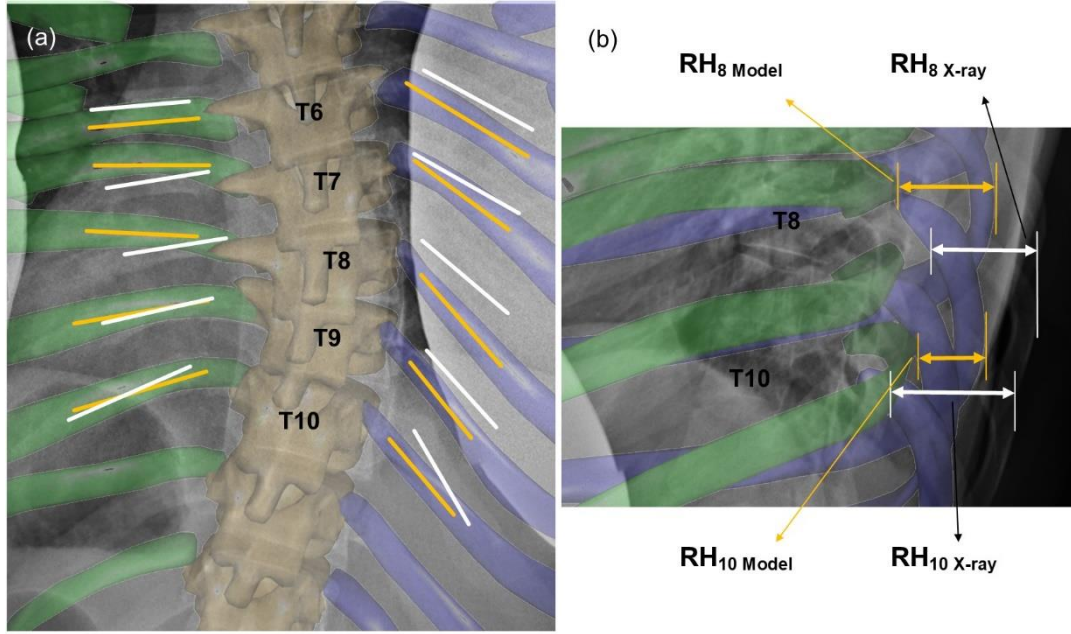 (a)
T6
T7
T8
T9
T10
(b)
RH8 Model
RH8 X-ray
T8
T10
RH10 Model
RH10 X-ray